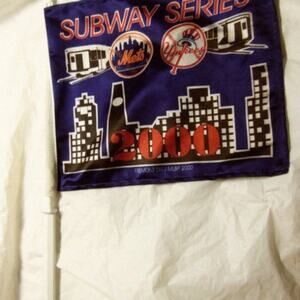 SUBWAY SERIES
Mets
Yankees
2000